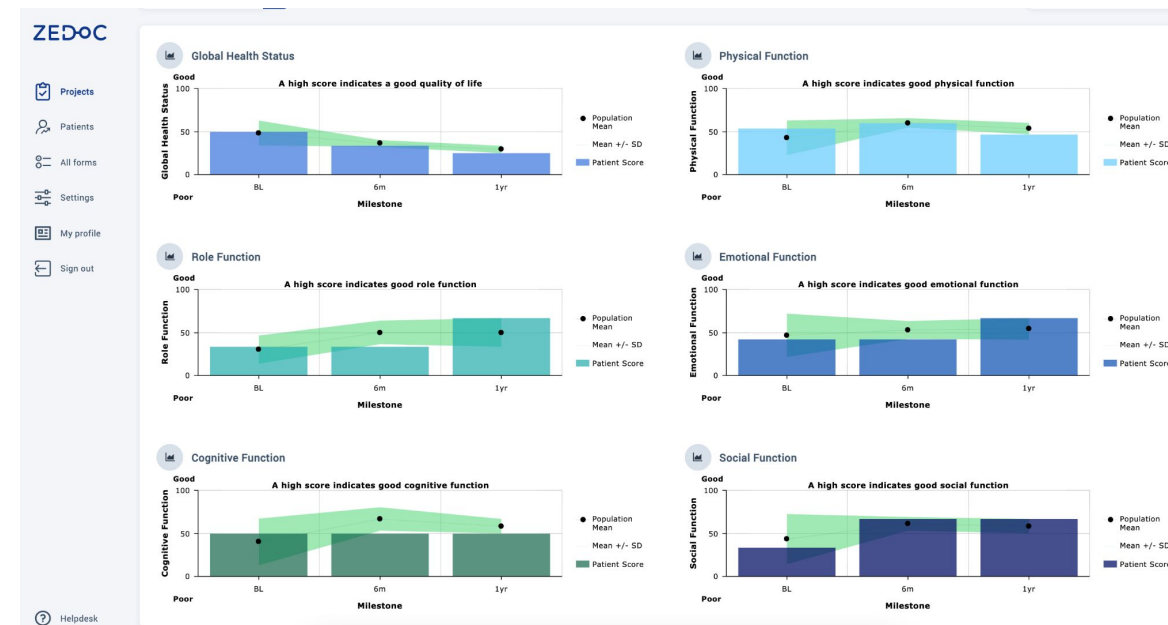 ZEDOC
Projects
Patients
All forms
Settings
My profile
Sign out
Helpdesk
Global Health Status
Good
A high score indicates a good quality of life
Global Health Status
100
50
0
BL
6m
1yr
Poor
Milestone
Population
Mean
Mean +/- SD
Patient Score
Physical Function
Good
A high score indicates good physical function
Physical Function
100
50
0
BL
6m
1yr
Poor
Milestone
Population
Mean
Mean +/- SD
Patient Score
Role Function
Good
A high score indicates good role function
Role Function
100
50
0
BL
6m
1yr
Poor
Milestone
Population
Mean
Mean +/- SD
Patient Score
Emotional Function
Good
A high score indicates good emotional function
Emotional Function
100
50
0
BL
6m
1yr
Poor
Milestone
Population
Mean
Mean +/- SD
Patient Score
Cognitive Function
Good
A high score indicates good cognitive function
Cognitive Function
100
50
0
BL
6m
1yr
Poor
Milestone
Population
Mean
Mean +/- SD
Patient Score
Social Function
Good
A high score indicates good social function
Social Function
100
50
0
BL
6m
1yr
Poor
Milestone
Population
Mean
Mean +/- SD
Patient Score